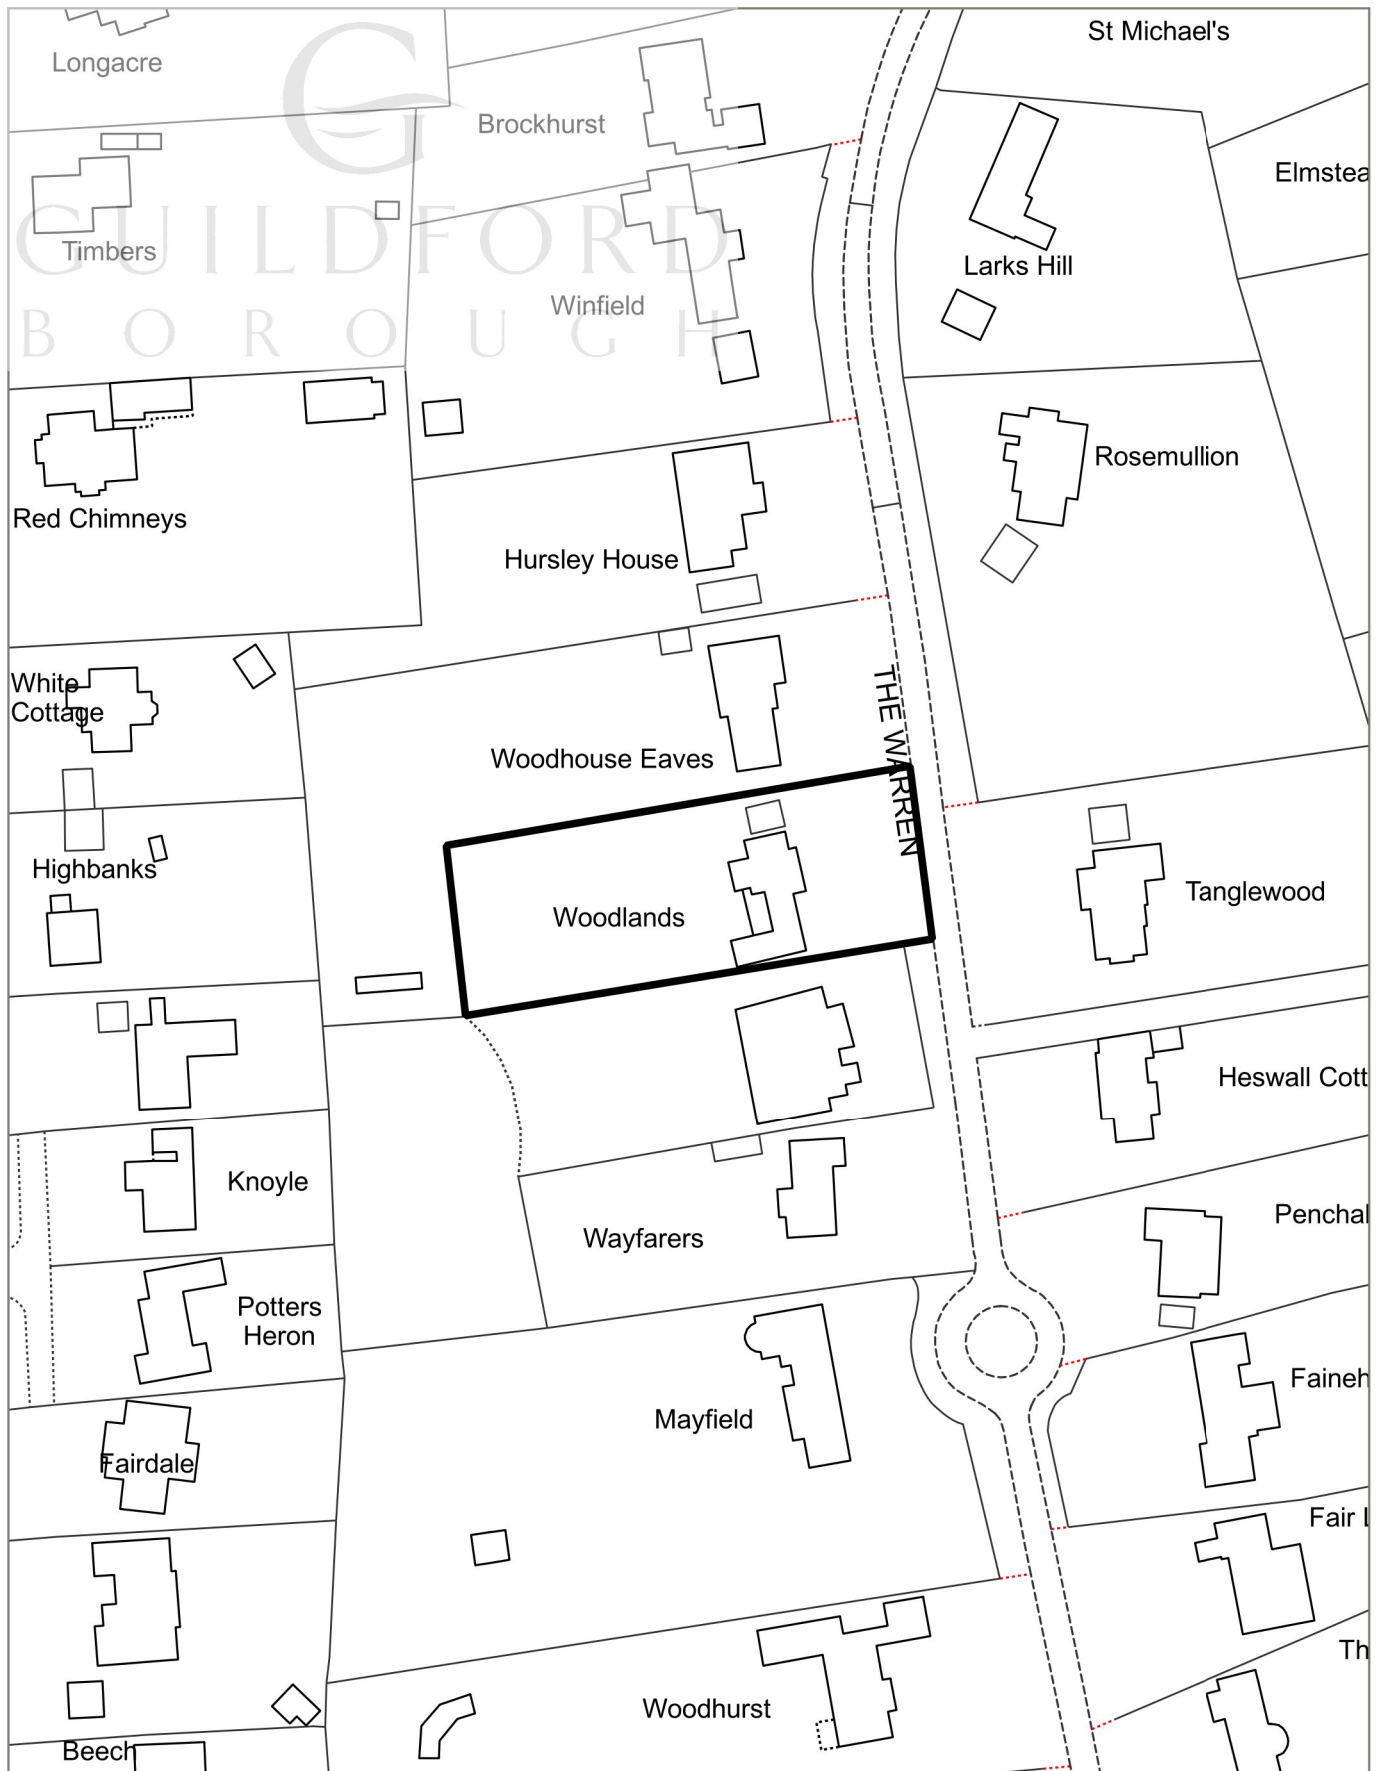 St Michael's
Longacre
G
Brockhurst
Elmstea
GUILDFORD
Timbers
Larks Hill
Winfield
BOROUGH
Rosemullion
Red Chimneys
Hursley House
White
Cottage
THE WARREN
Woodhouse Eaves
Highbanks
Woodlands
Tanglewood
Heswall Cott
Knoyle
Penchal
Wayfarers
Potters
Heron
Faineh
Mayfield
Fairdale
Fair L
Th
Woodhurst
Beech